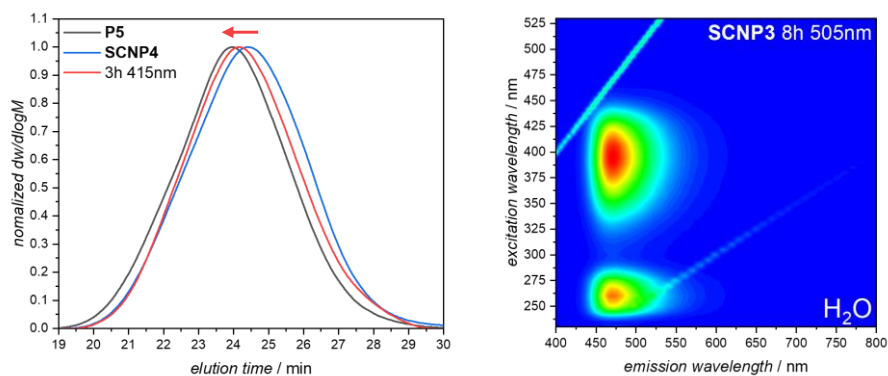 P5
SCNP4
3h 415nm
nomalized dw/dlogM
1.0
0.9
0.8
0.7
0.6
0.5
0.4
0.3
0.2
0.1
0.0
19 20 21 22 23 24 25 26 27 28 29 30
elution time / min
SCNP3 8h 505nm
excitation wavelength / nm
525
500
475
450
425
400
375
350
325
300
275
250
H₂O
400 450 500 550 600 650 700 750 800
emission wavelength / nm